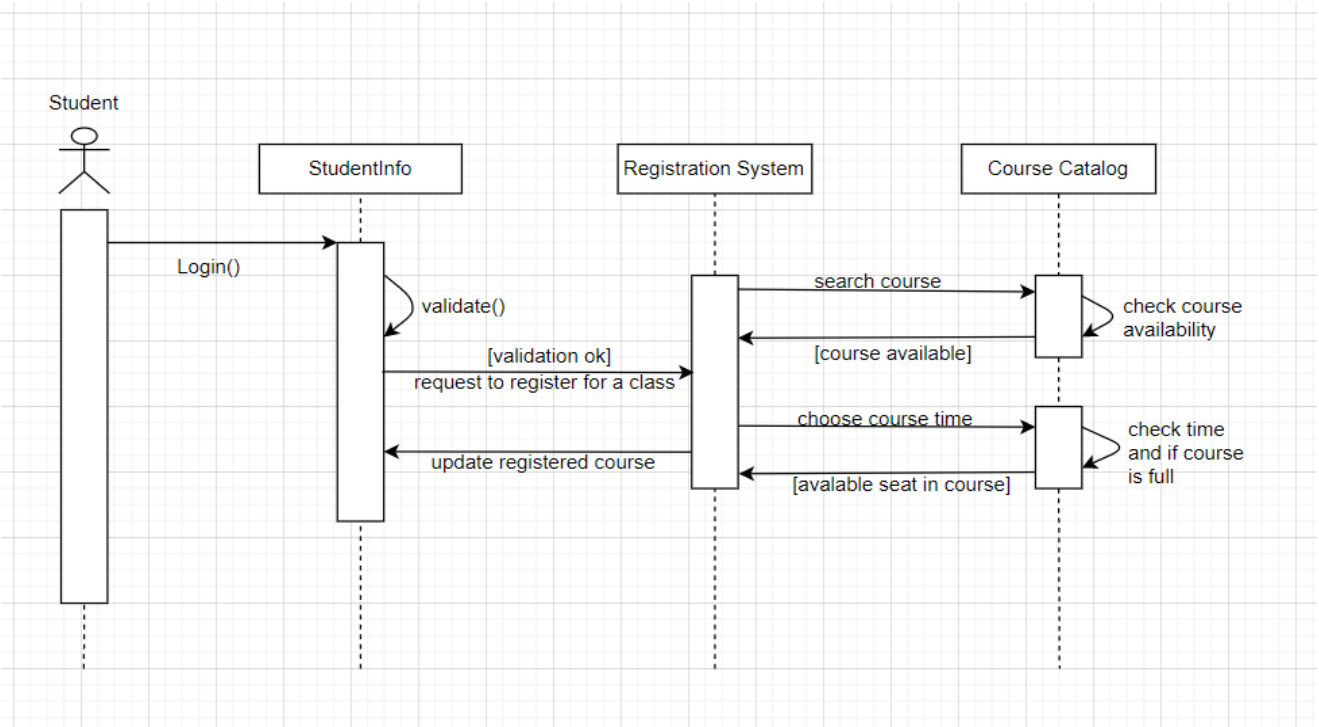 Student
StudentInfo
Registration System
Course Catalog
Login()
validate()
search course
check course
availability
[validation ok]
[course available]
request to register for a class
choose course time
check time
and if course
is full
update registered course
[avalable seat in course]